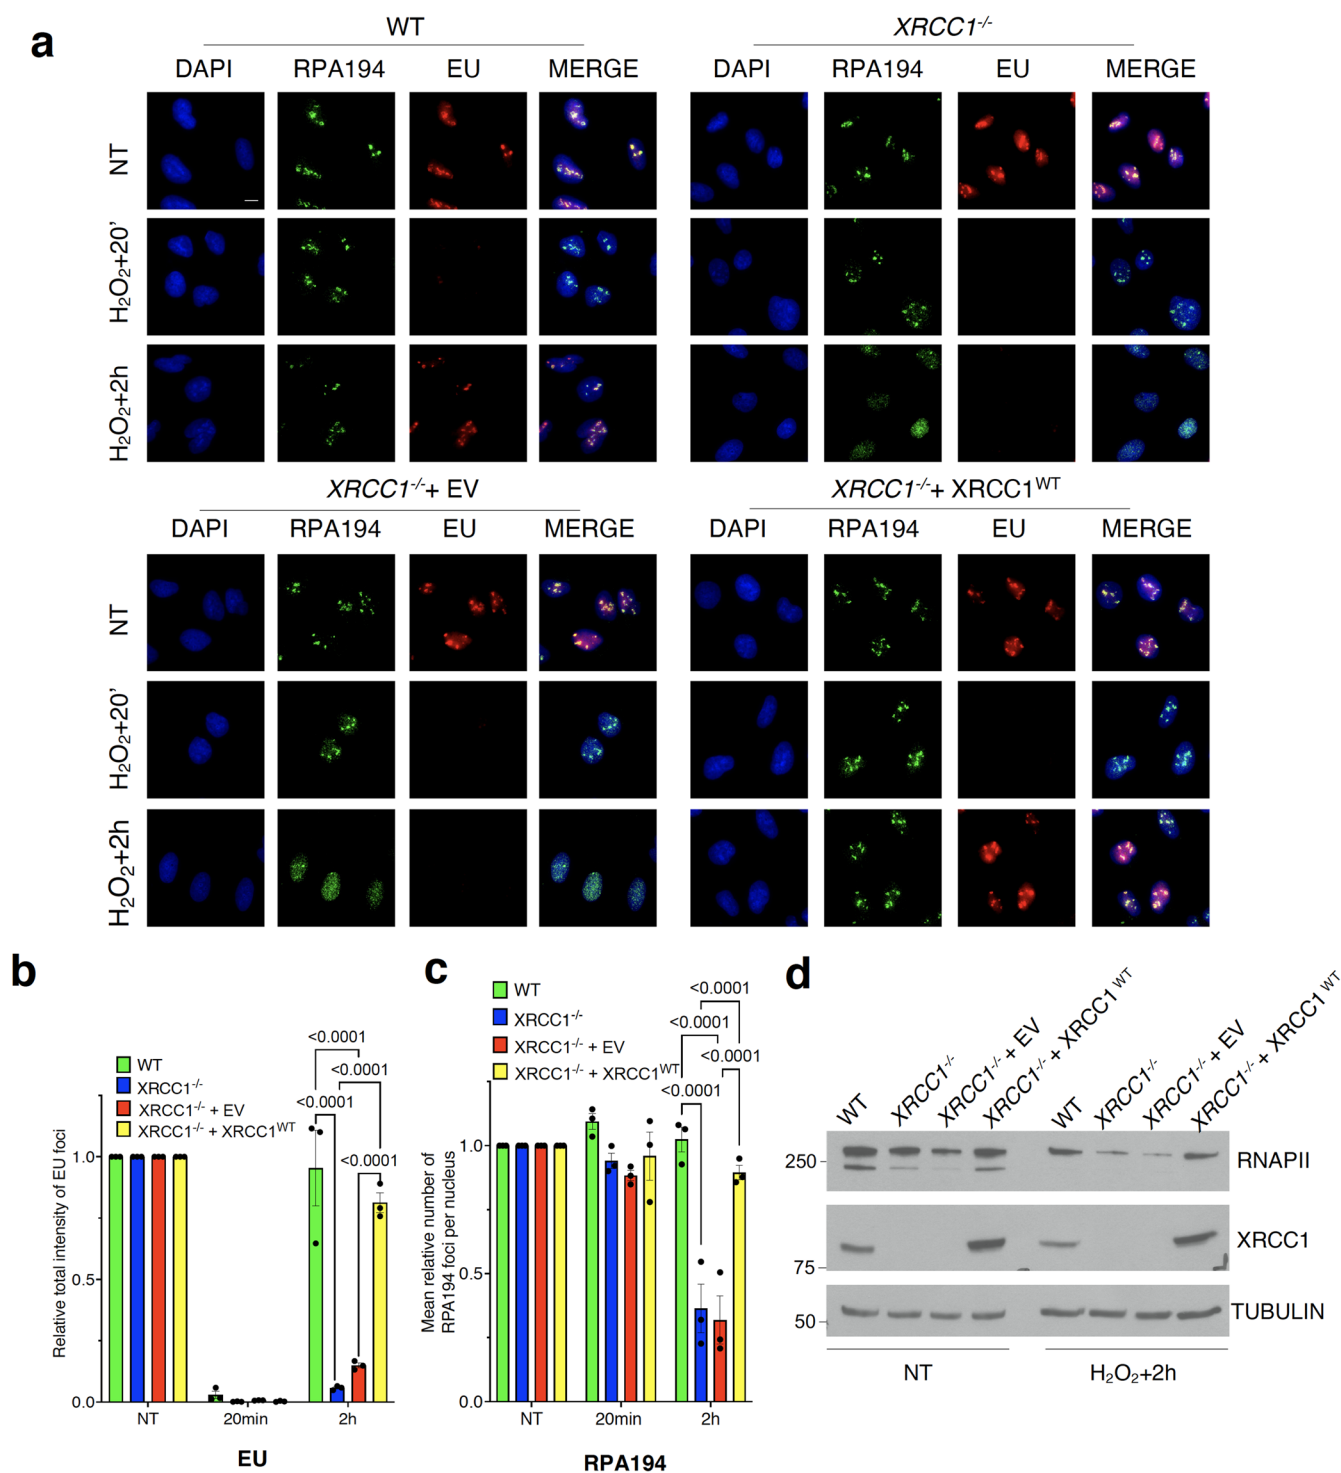 a
WT
XRCC1-/-
DAPI RPA194 EU MERGE DAPI RPA194 EU MERGE
NT
H₂O₂+20'
H₂O₂+2h
XRCC1-/-+ EV
XRCC1-/-+ XRCC1WT
DAPI RPA194 EU MERGE DAPI RPA194 EU MERGE
NT
H₂O₂+20'
H₂O₂+2h
b
WT
XRCC1-/-
XRCC1-/- + EV
XRCC1-/- + XRCC1WT
<0.0001
<0.0001
<0.0001
<0.0001
Relative total intensity of EU foci
1.0
0.5
0.0
NT 20min 2h
EU
c
WT
XRCC1-/-
XRCC1-/- + EV
XRCC1-/- + XRCC1WT
<0.0001
<0.0001
<0.0001
<0.0001
Mean relative number of
RPA194 foci per nucleus
1.0
0.5
0.0
NT 20min 2h
RPA194
d
WT XRCC1-/- XRCC1-/- + EV XRCC1-/- + XRCC1WT WT XRCC1-/- XRCC1-/- + EV XRCC1-/- + XRCC1WT
250
RNAPII
XRCC1
75
50
TUBULIN
NT H₂O₂+2h